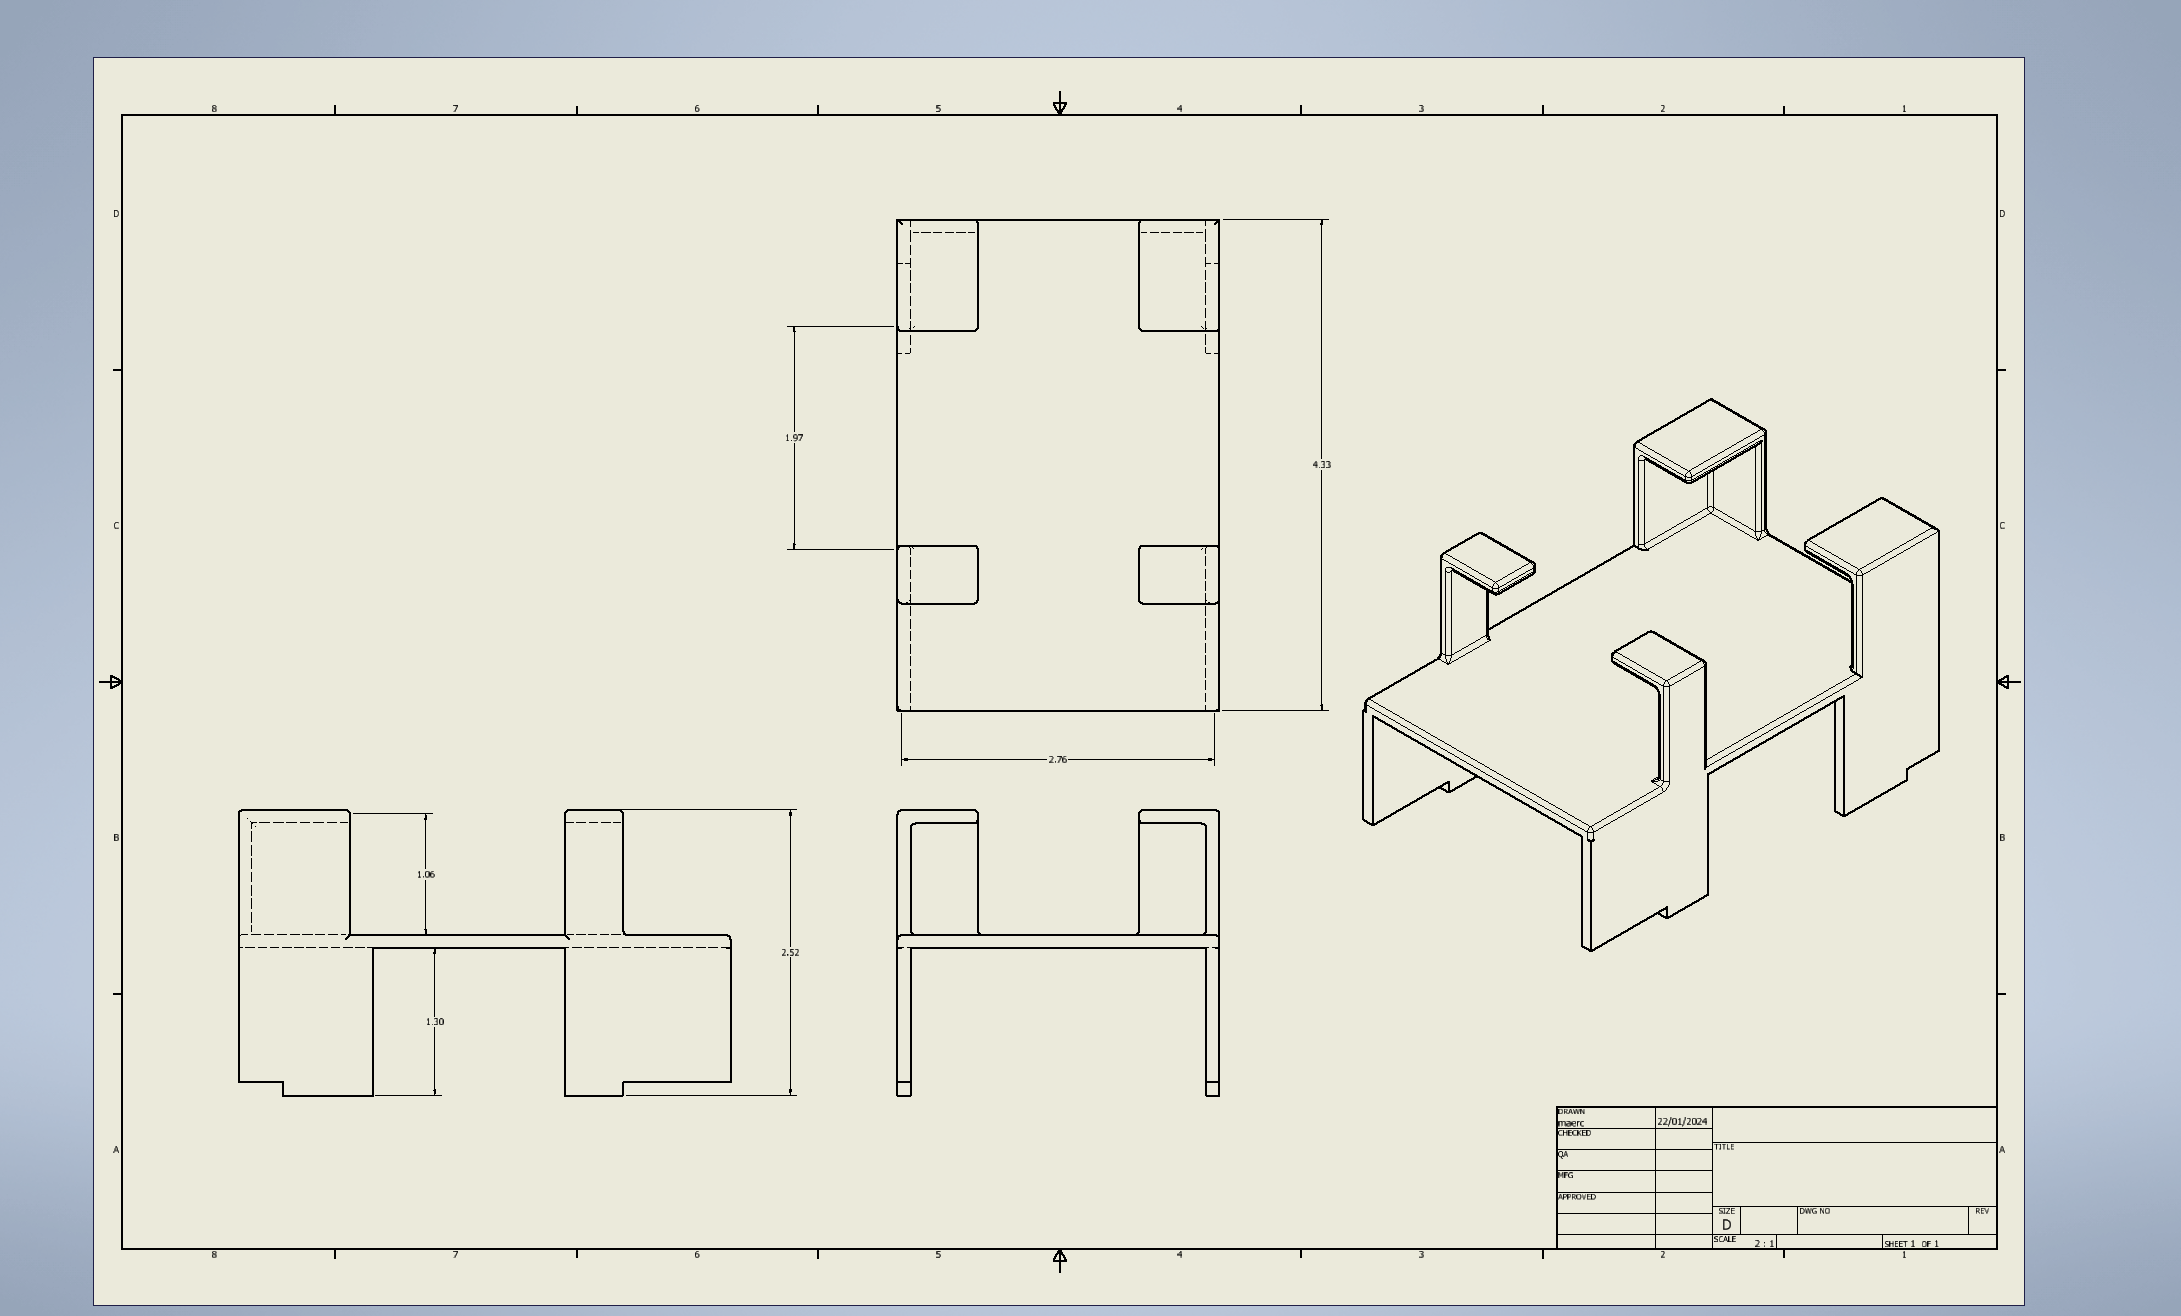 8 7 6 5 4 3 2 1
D D
1.97
4.33
C C
2.76
B B
1.06
2.52
1.30
DRAWN
maerc 22/01/2024
CHECKED
TITLE
A A
QA
MFG
APPROVED
SIZE DWG NO REV
D
SCALE 2 : 1 SHEET 1 OF 1
8 7 6 5 4 3 2 1